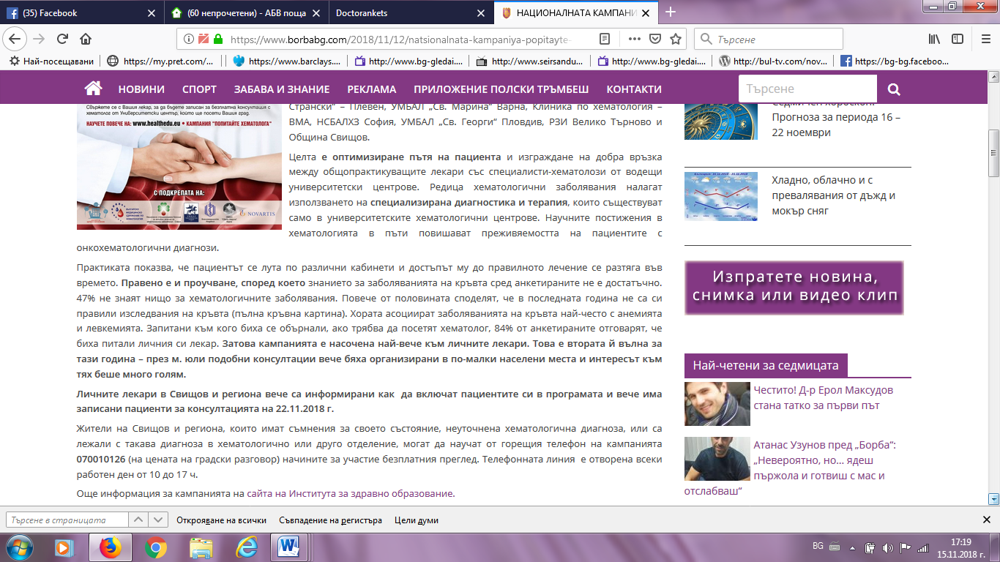 (35) Facebook
(60 непрочетени) - АБВ поща
Doctorankets
НАЦИОНАЛНАТА КАМПАНИ
https://www.borbabg.com/2018/11/12/natsionalnata-kampaniya-popitayte-
Търсене
Най-посещавани
https://my.pret.com/...
https://www.barclays....
http://www.bg-gledai....
http://www.seirsandu...
http://www.bg-gledai....
http://bul-tv.com/nov...
https://bg-bg.faceboo...
НОВИНИ СПОРТ ЗАБАВА И ЗНАНИЕ РЕКЛАМА ПРИЛОЖЕНИЕ ПОЛСКИ ТРЪМБЕШ КОНТАКТИ
Търсене
Свържете се с Вашия лекар, за да бъдете записан за безплатна консултация с
хематолог от Университетски център, който ще посети Вашия град.
НАУЧЕТЕ ПОВЕЧЕ НА: www.healthedu.eu • КАМПАНИЯ "ПОПИТАЙТЕ ХЕМАТОЛОГА"
С ПОДКРЕПАТА НА:
NOVARTIS
Странски“ – Плевен, УМБАЛ „Св. Марина“ Варна, Клиника по хематология –
ВМА, НСБАЛХЗ София, УМБАЛ „Св. Георги“ Пловдив, РЗИ Велико Търново и
Община Свищов.
Целта е оптимизиране пътя на пациента и изграждане на добра връзка
между общопрактикуващите лекари със специалисти-хематолози от водещи
университетски центрове. Редица хематологични заболявания налагат
използването на специализирана диагностика и терапия, които съществуват
само в университетските хематологични центрове. Научните постижения в
хематологията в пъти повишават преживяемостта на пациентите с
онкохематологични диагнози.
Практиката показва, че пациентът се лута по различни кабинети и достъпът му до правилното лечение се разтяга във
времето. Правено е и проучване, според което знанието за заболяванията на кръвта сред анкетираните не е достатъчно.
47% не знаят нищо за хематологичните заболявания. Повече от половината споделят, че в последната година не са си
правили изследвания на кръвта (пълна кръвна картина). Хората асоциират заболяванията на кръвта най-често с анемията
и левкемията. Запитани към кого биха се обърнали, ако трябва да посетят хематолог, 84% от анкетираните отговарят, че
биха питали личния си лекар. Затова кампанията е насочена най-вече към личните лекари. Това е втората й вълна за
тази година – през м. юли подобни консултации вече бяха организирани в по-малки населени места и интересът към
тях беше много голям.
Личните лекари в Свищов и региона вече са информирани как да включат пациентите си в програмата и вече има
записани пациенти за консултацията на 22.11.2018 г.
Жители на Свищов и региона, които имат съмнения за своето състояние, неуточнена хематологична диагноза, или са
лежали с такава диагноза в хематологично или друго отделение, могат да научат от горещия телефон на кампанията
070010126 (на цената на градски разговор) начините за участие безплатния преглед. Телефонната линия е отворена всеки
работен ден от 10 до 17 ч.
Още информация за кампанията на сайта на Института за здравно образование.
Седмичен хороскоп:
Прогноза за периода 16 –
22 ноември
Хладно, облачно и с
превалявания от дъжд и
мокър сняг
Изпратете новина,
снимка или видео клип
Най-четени за седмицата
Честито! Д-р Ерол Максудов
стана татко за първи път
Атанас Узунов пред „Борба“:
„Невероятно, но... ядеш
пържола и готвиш с мас и
отслабваш“
Търсене в страницата
Открояване на всички
Съвпадение на регистъра
Цели думи
BG
17:19
15.11.2018 г.